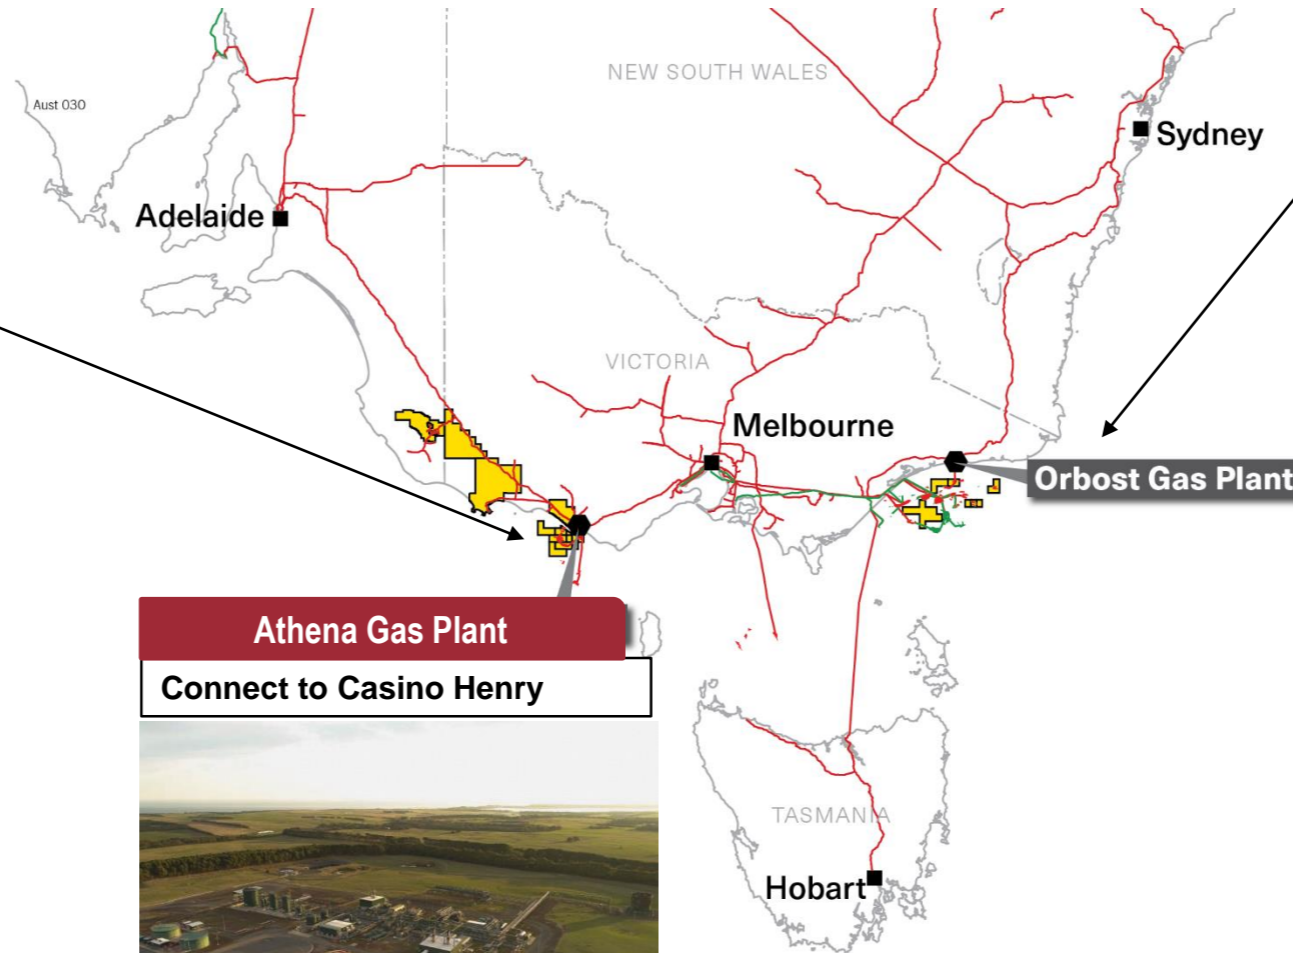 NEW SOUTH WALES
Aust 030
Sydney
Adelaide
VICTORIA
Melbourne
Orbost Gas Plant
Athena Gas Plant
Connect to Casino Henry
TASMANIA
Hobart